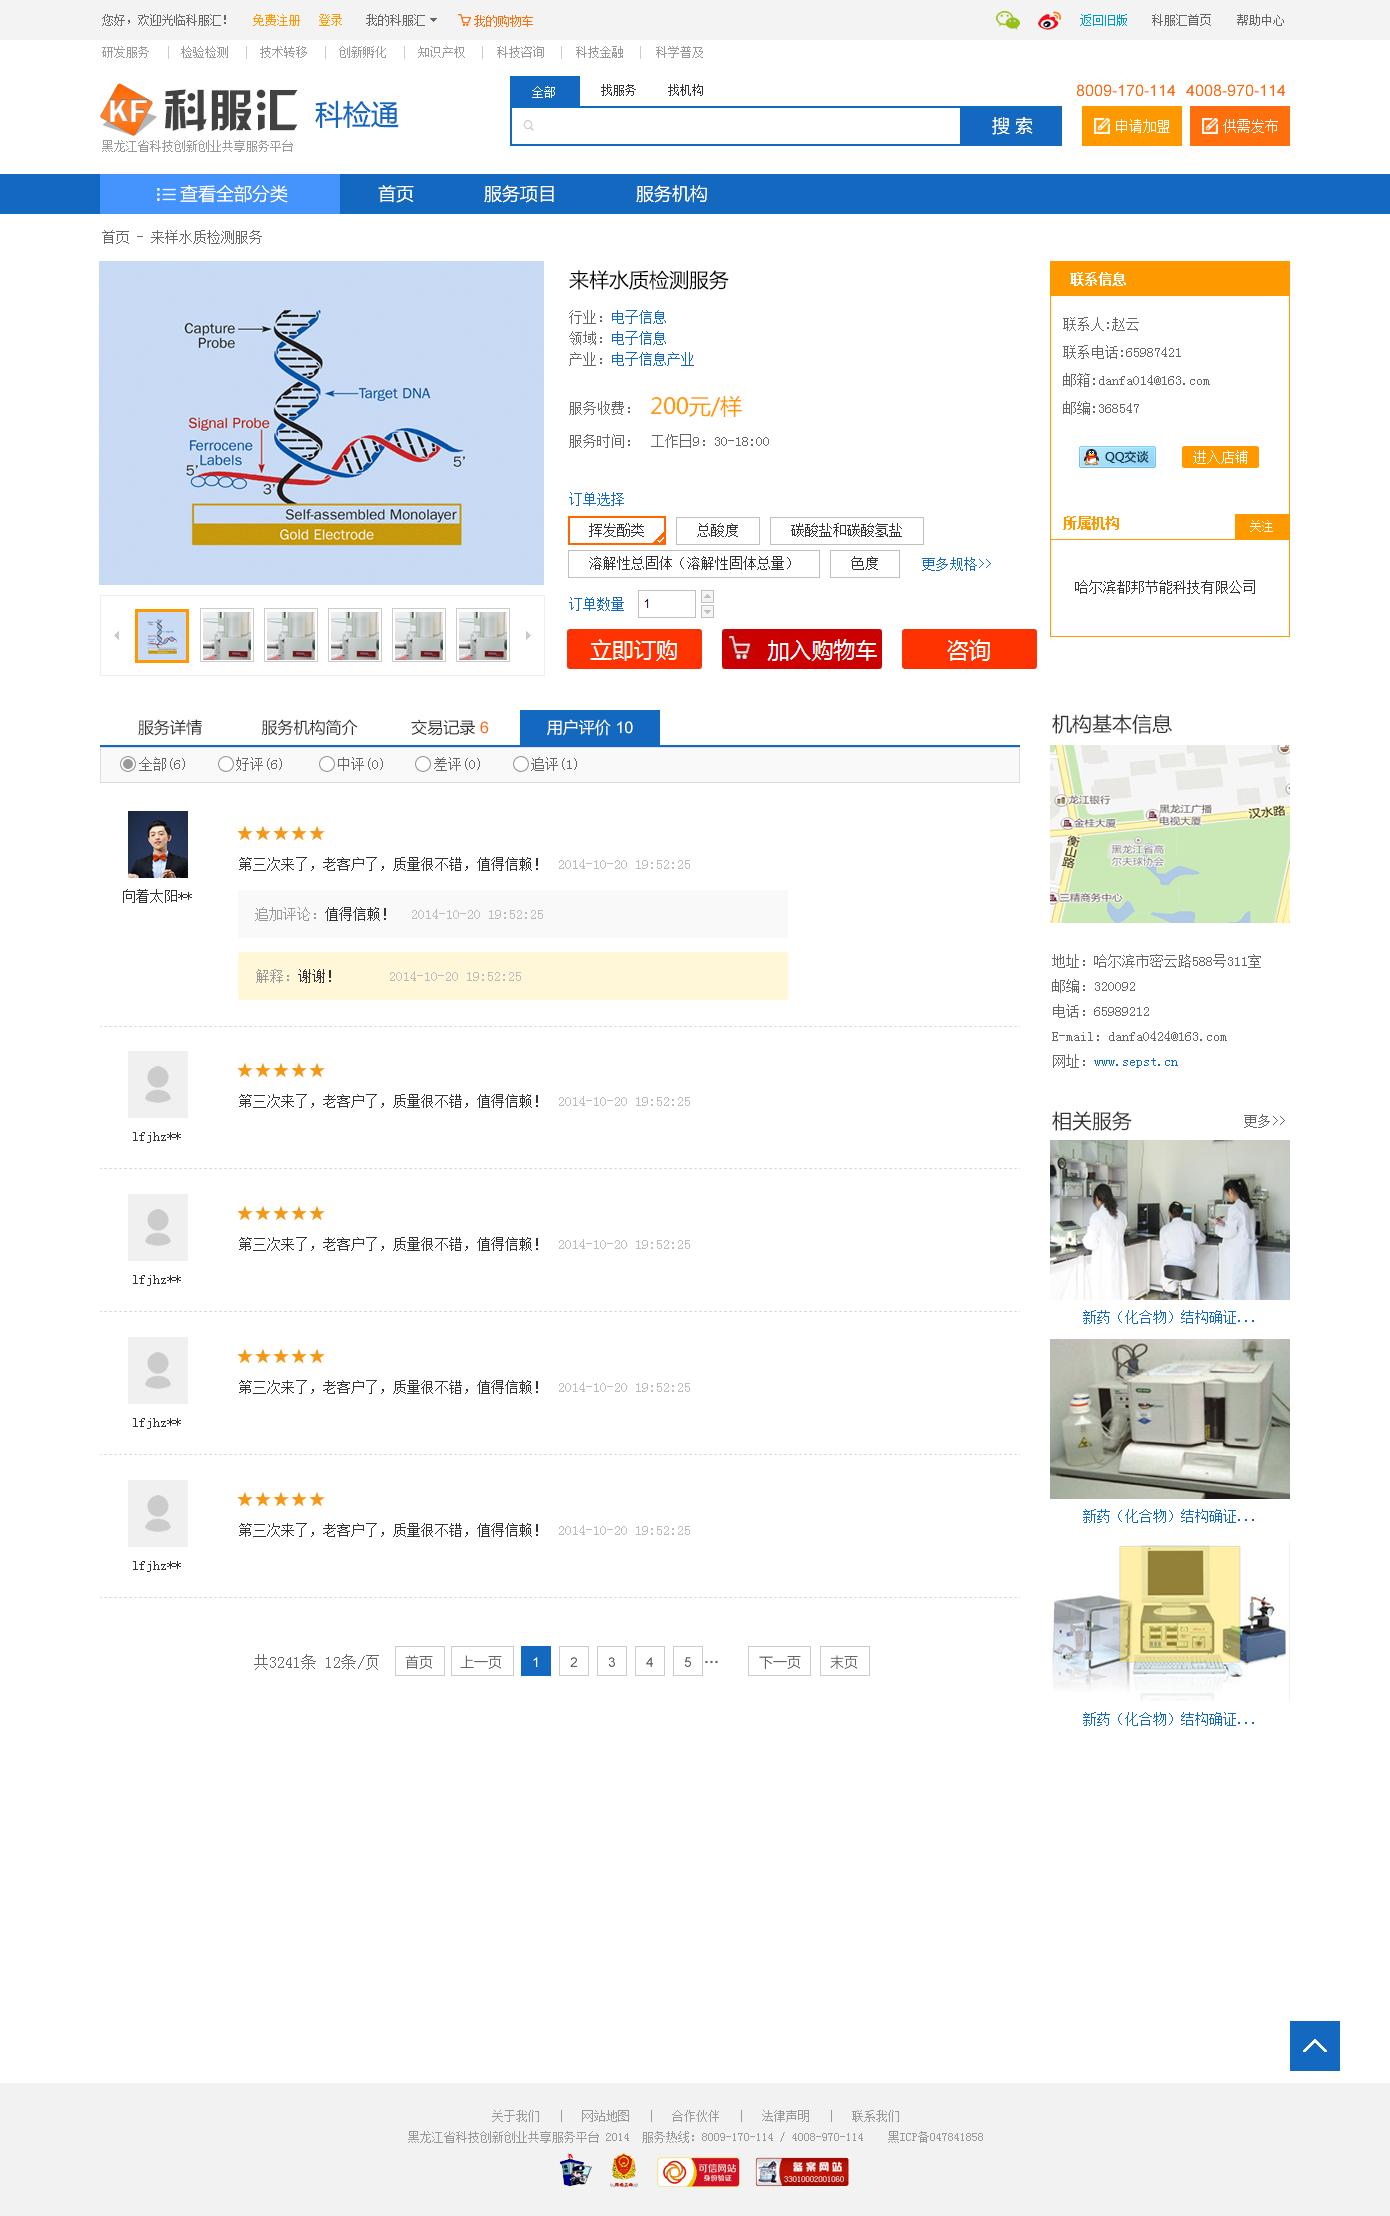 您好，欢迎光临科服汇！ 免费注册 登录 我的科服汇 我的购物车 返回旧版 科服汇首页 帮助中心
研发服务 | 检验检测 | 技术转移 | 创新孵化 | 知识产权 | 科技咨询 | 科技金融 | 科学普及
KF 科服汇 科检通
黑龙江省科技创新创业共享服务平台
全部 找服务 找机构
搜 索
8009-170-114 4008-970-114
申请加盟 供需发布
查看全部分类 首页 服务项目 服务机构
首页 - 来样水质检测服务
Capture Probe
Target DNA
Signal Probe
Ferrocene Labels
5' 3' 5'
Self-assembled Monolayer
Gold Electrode
来样水质检测服务
行业：电子信息
领域：电子信息
产业：电子信息产业
服务收费： 200元/样
服务时间： 工作日9：30-18:00
订单选择
挥发酚类 总酸度 碳酸盐和碳酸氢盐
溶解性总固体（溶解性固体总量） 色度 更多规格>>
订单数量 1
立即订购 加入购物车 咨询
联系信息
联系人:赵云
联系电话:65987421
邮箱:danfa014@163.com
邮编:368547
QQ交谈 进入店铺
所属机构 关注
哈尔滨都邦节能科技有限公司
服务详情 服务机构简介 交易记录 6 用户评价 10
全部(6) 好评(6) 中评(0) 差评(0) 追评(1)
第三次来了，老客户了，质量很不错，值得信赖！ 2014-10-20 19:52:25
向着太阳**
追加评论：值得信赖！ 2014-10-20 19:52:25
解释：谢谢！ 2014-10-20 19:52:25
第三次来了，老客户了，质量很不错，值得信赖！ 2014-10-20 19:52:25
lfjhz**
第三次来了，老客户了，质量很不错，值得信赖！ 2014-10-20 19:52:25
lfjhz**
第三次来了，老客户了，质量很不错，值得信赖！ 2014-10-20 19:52:25
lfjhz**
第三次来了，老客户了，质量很不错，值得信赖！ 2014-10-20 19:52:25
lfjhz**
共3241条 12条/页 首页 上一页 1 2 3 4 5 ··· 下一页 末页
机构基本信息
龙江银行
金桂大厦
黑龙江广播
电视大厦
汉水路
衡山路
黑龙江省高
尔夫球协会
三精商务中心
地址：哈尔滨市密云路588号311室
邮编：320092
电话：65989212
E-mail：danfa0424@163.com
网址：www.sepst.cn
相关服务 更多>>
新药（化合物）结构确证...
新药（化合物）结构确证...
新药（化合物）结构确证...
关于我们 | 网站地图 | 合作伙伴 | 法律声明 | 联系我们
黑龙江省科技创新创业共享服务平台 2014 服务热线：8009-170-114 / 4008-970-114 黑ICP备047841858
可信网站
身份验证
备案网站
33010002001060